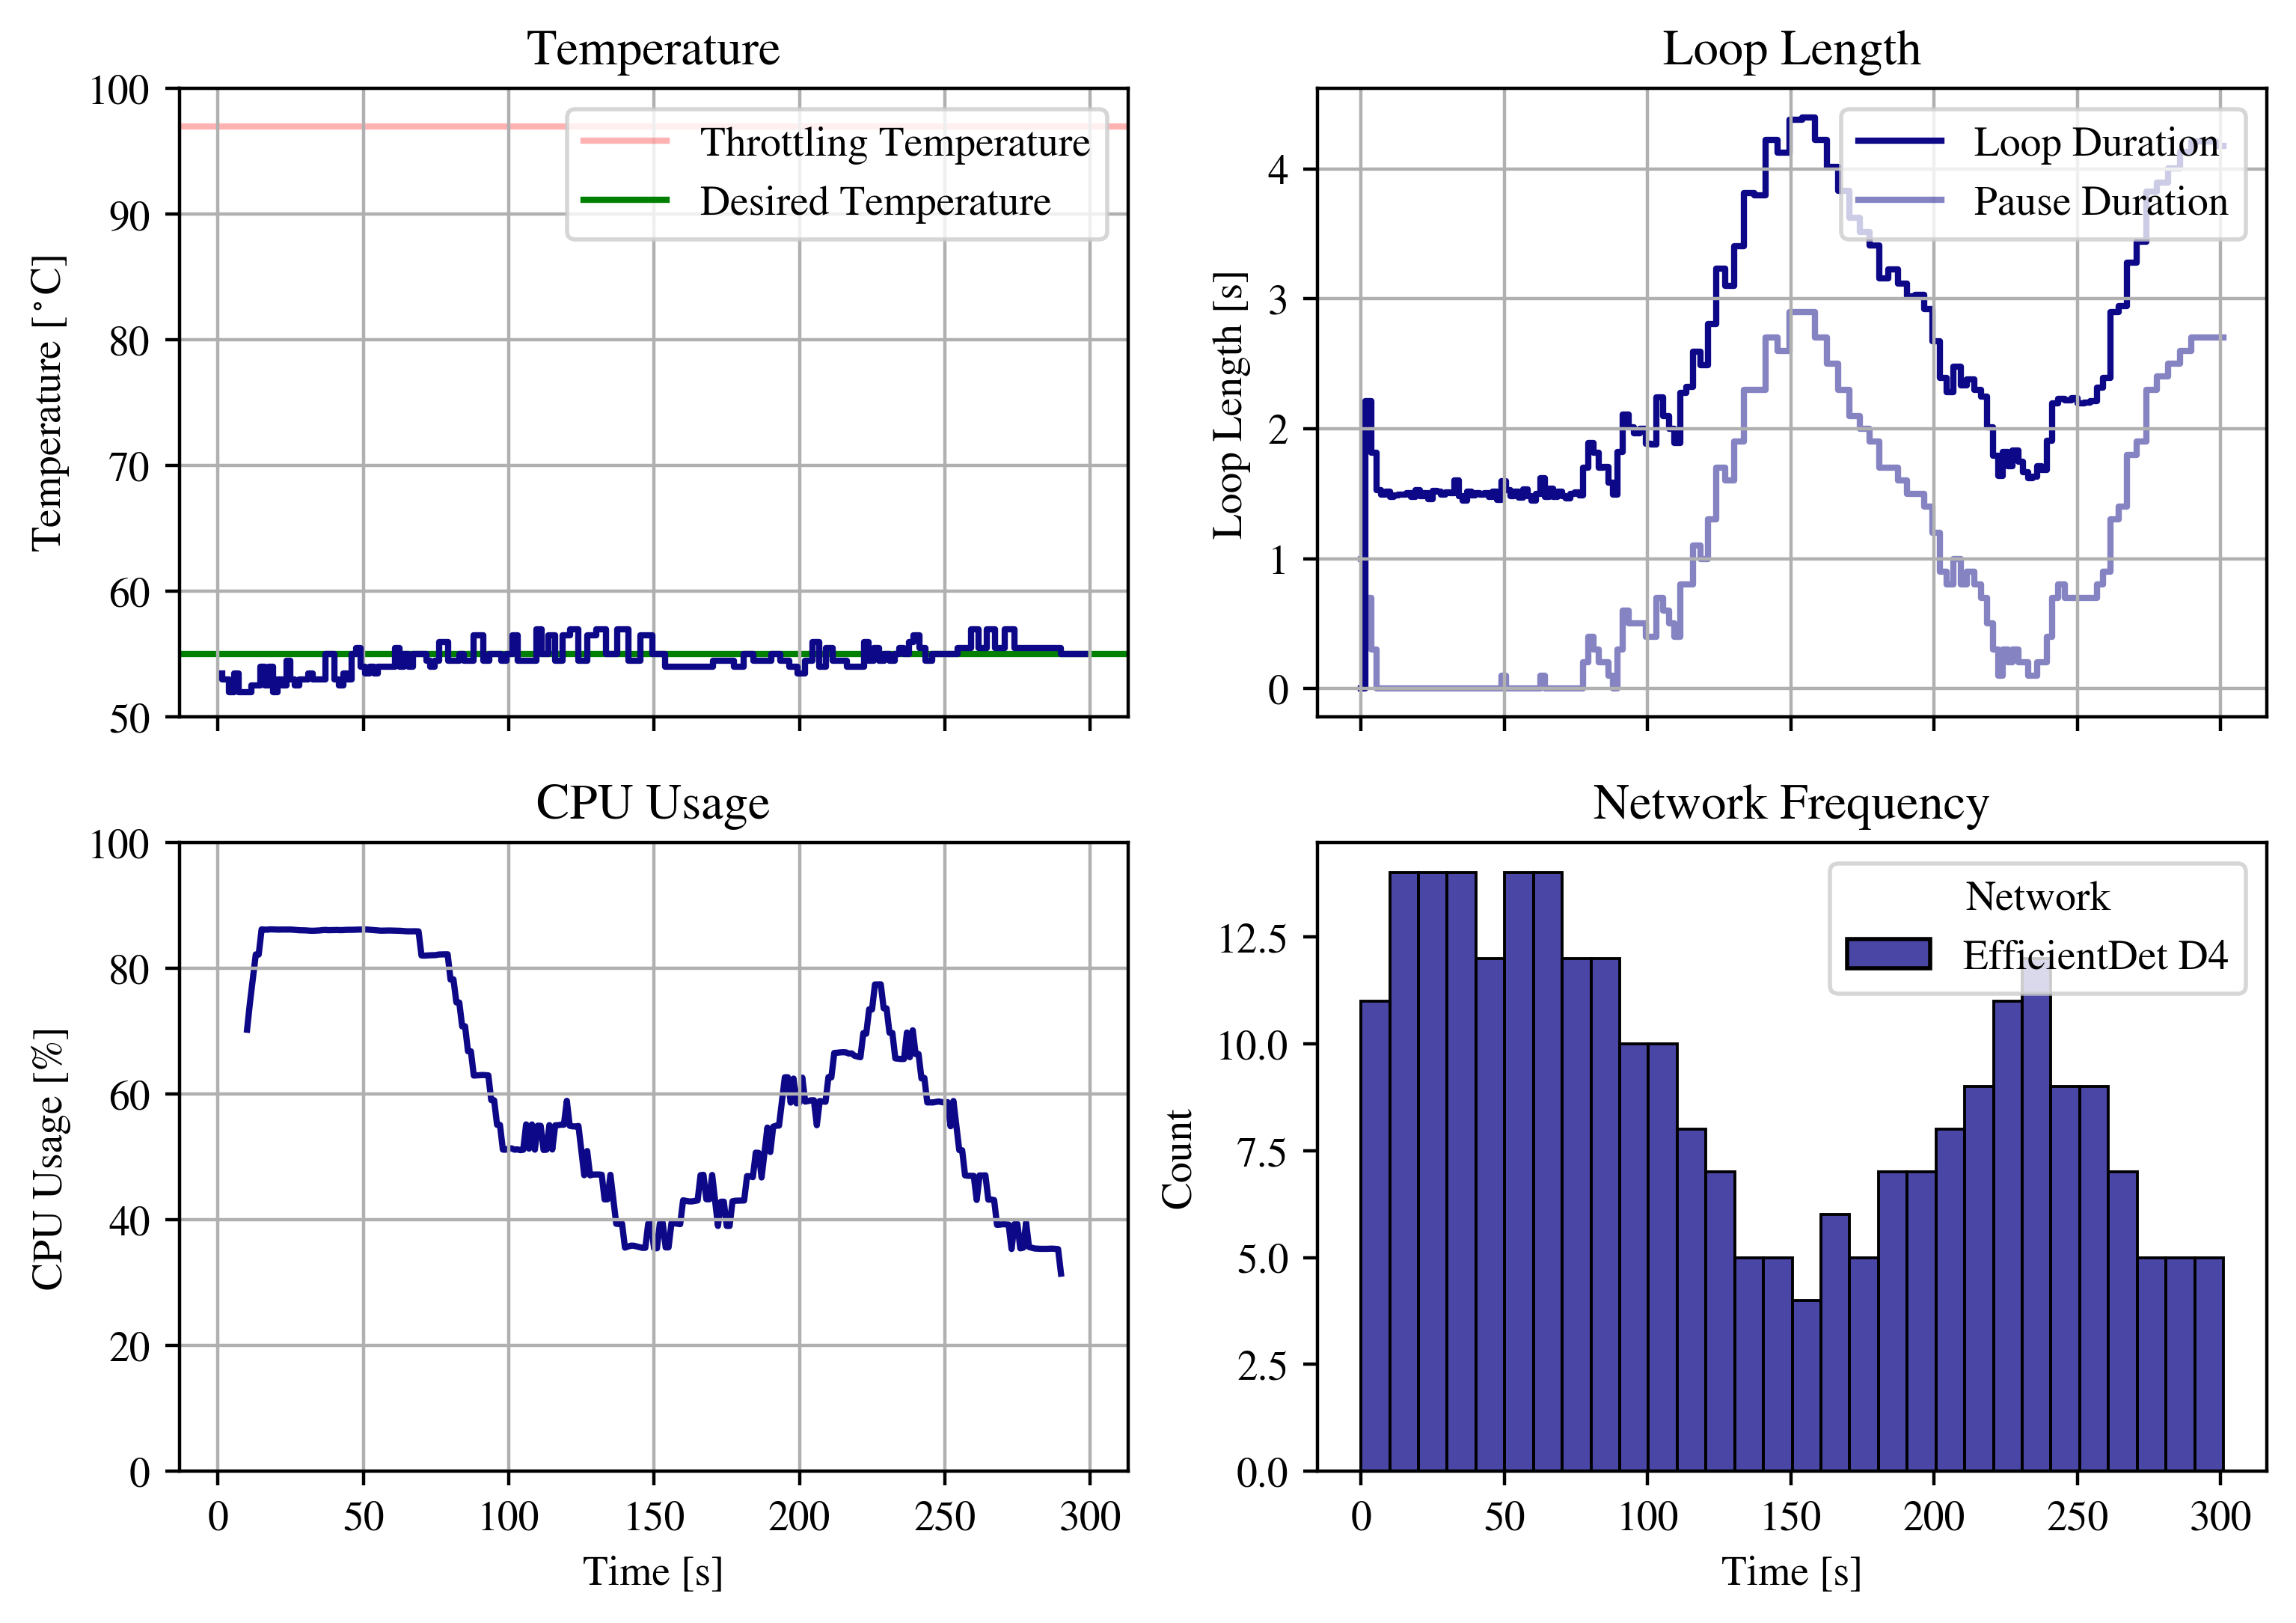 Temperature
100
90
80
70
60
50
Temperature [°C]
Throttling Temperature
Desired Temperature
Loop Length
4
3
2
1
0
Loop Length [s]
Loop Duration
Pause Duration
CPU Usage
100
80
60
40
20
0
CPU Usage [%]
0 50 100 150 200 250 300
Time [s]
Network Frequency
12.5
10.0
7.5
5.0
2.5
0.0
Count
Network
EfficientDet D4
0 50 100 150 200 250 300
Time [s]